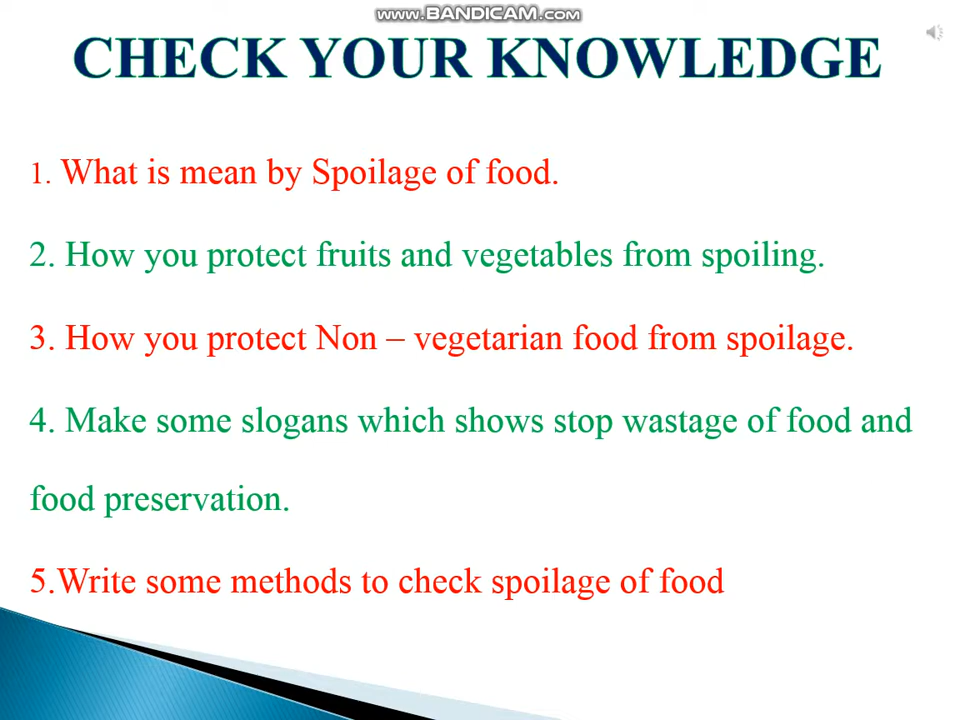 www.BANDICAM.com
CHECK YOUR KNOWLEDGE
1. What is mean by Spoilage of food.
2. How you protect fruits and vegetables from spoiling.
3. How you protect Non – vegetarian food from spoilage.
4. Make some slogans which shows stop wastage of food and
food preservation.
5.Write some methods to check spoilage of food